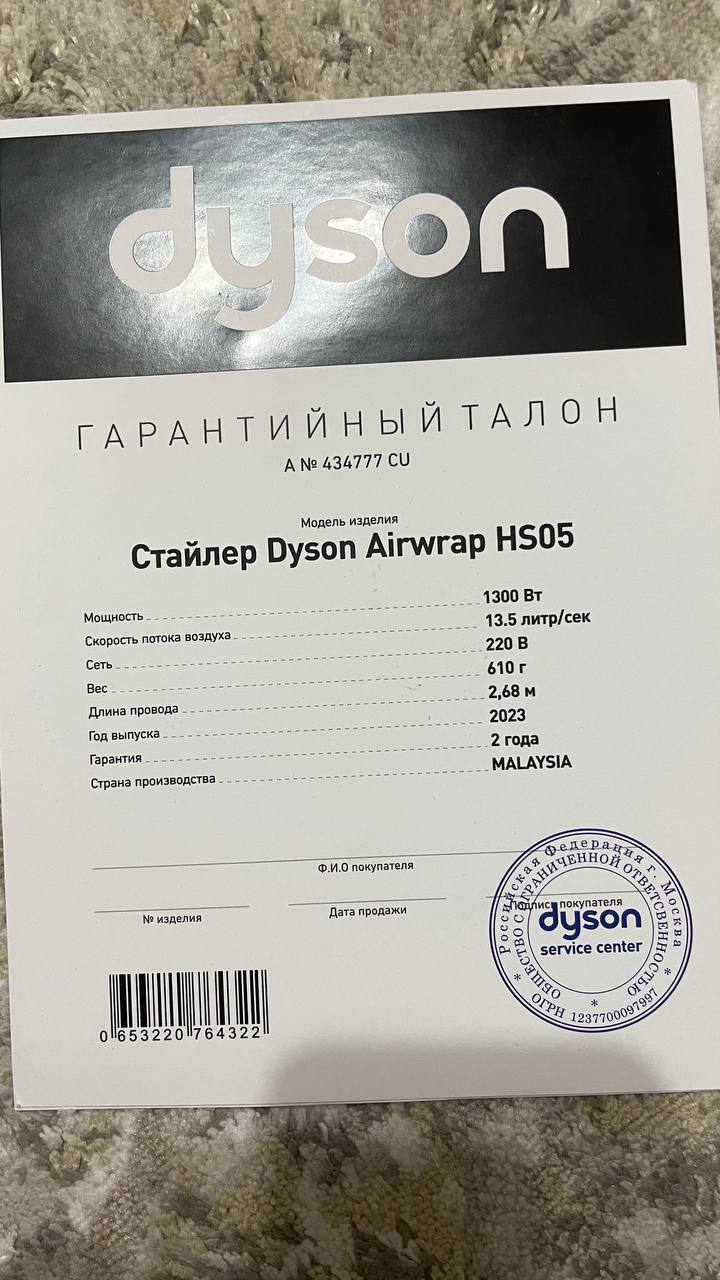 dyson
ГАРАНТИЙНЫЙ ТАЛОН
A № 434777 CU
Модель изделия
Стайлер Dyson Airwrap HS05
Мощность 1300 Вт
Скорость потока воздуха 13.5 литр/сек
Сеть 220 В
Вес 610 г
Длина провода 2,68 м
Год выпуска 2023
Гарантия 2 года
Страна производства MALAYSIA
Ф.И.О покупателя
№ изделия
Дата продажи
Подпись покупателя
Российская Федерация г. Москва
ОБЩЕСТВО С ОГРАНИЧЕННОЙ ОТВЕТСВЕННОСТЬЮ
dyson
service center
ОГРН 1237700097997
0 653220 764322